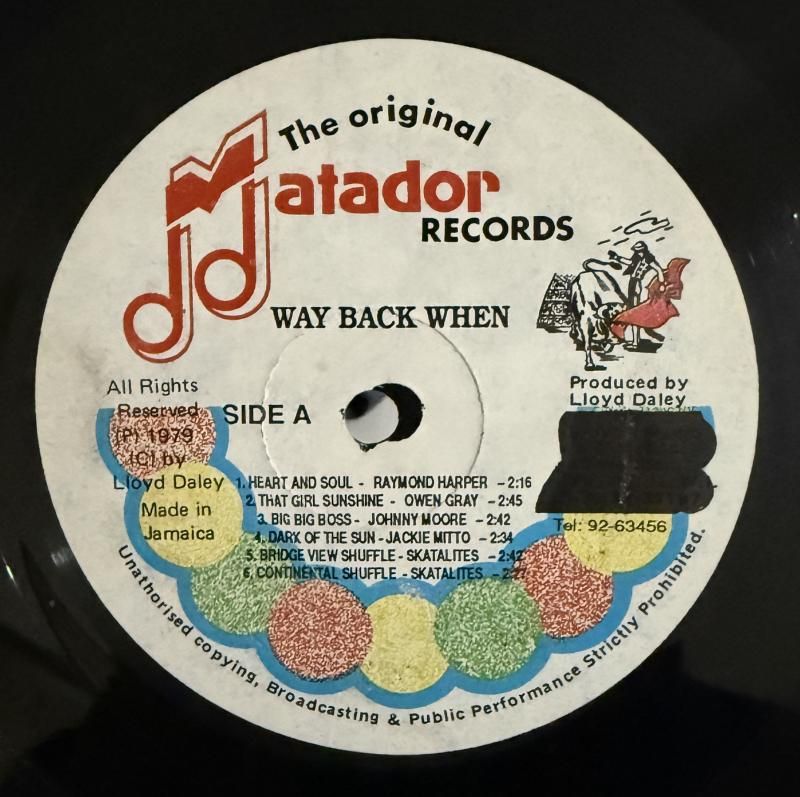 The original
Matador
RECORDS
WAY BACK WHEN
All Rights
Reserved
(P) 1979
(C) by
Lloyd Daley
Made in
Jamaica
SIDE A
Produced by
Lloyd Daley
Tel: 92-63456
1. HEART AND SOUL - RAYMOND HARPER - 2:16
2. THAT GIRL SUNSHINE - OWEN GRAY - 2:45
3. BIG BIG BOSS - JOHNNY MOORE - 2:42
4. DARK OF THE SUN - JACKIE MITTO - 2:34
5. BRIDGE VIEW SHUFFLE - SKATALITES - 2:42
6. CONTINENTAL SHUFFLE - SKATALITES - 2:27
Unathorised copying, Broadcasting & Public Performance Strictly Prohibited.